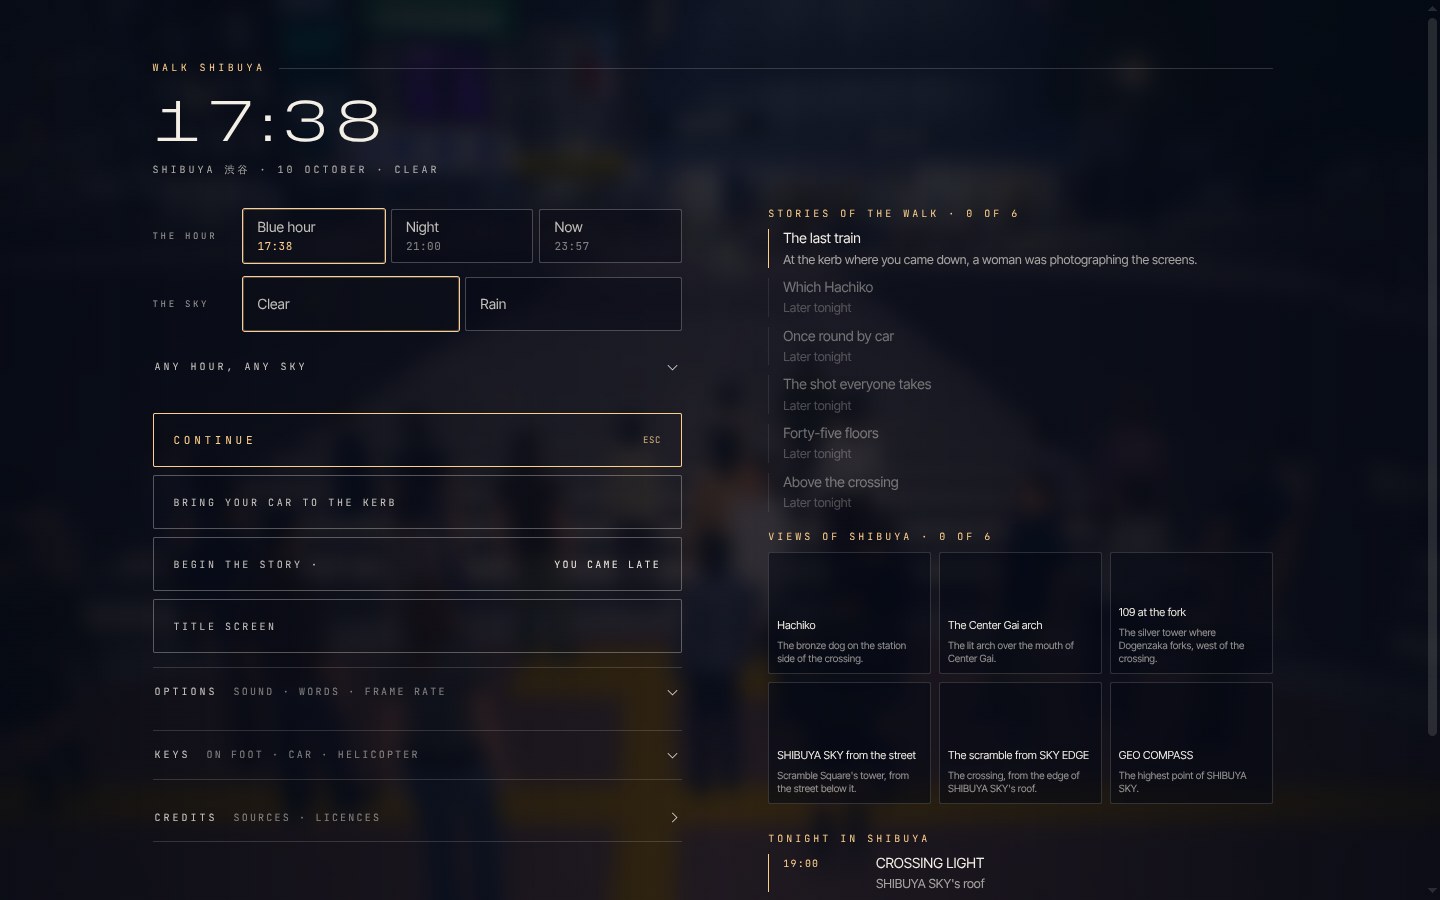 WALK SHIBUYA
17:38
SHIBUYA 渋谷 · 10 OCTOBER · CLEAR
THE HOUR
Blue hour
17:38
Night
21:00
Now
23:57
THE SKY
Clear
Rain
ANY HOUR, ANY SKY
CONTINUE
ESC
BRING YOUR CAR TO THE KERB
BEGIN THE STORY ·
YOU CAME LATE
TITLE SCREEN
OPTIONS SOUND · WORDS · FRAME RATE
KEYS ON FOOT · CAR · HELICOPTER
CREDITS SOURCES · LICENCES
STORIES OF THE WALK · 0 OF 6
The last train
At the kerb where you came down, a woman was photographing the screens.
Which Hachiko
Later tonight
Once round by car
Later tonight
The shot everyone takes
Later tonight
Forty-five floors
Later tonight
Above the crossing
Later tonight
VIEWS OF SHIBUYA · 0 OF 6
Hachiko
The bronze dog on the station
side of the crossing.
The Center Gai arch
The lit arch over the mouth of
Center Gai.
109 at the fork
The silver tower where
Dogenzaka forks, west of the
crossing.
SHIBUYA SKY from the street
Scramble Square's tower, from
the street below it.
The scramble from SKY EDGE
The crossing, from the edge of
SHIBUYA SKY's roof.
GEO COMPASS
The highest point of SHIBUYA
SKY.
TONIGHT IN SHIBUYA
19:00
CROSSING LIGHT
SHIBUYA SKY's roof